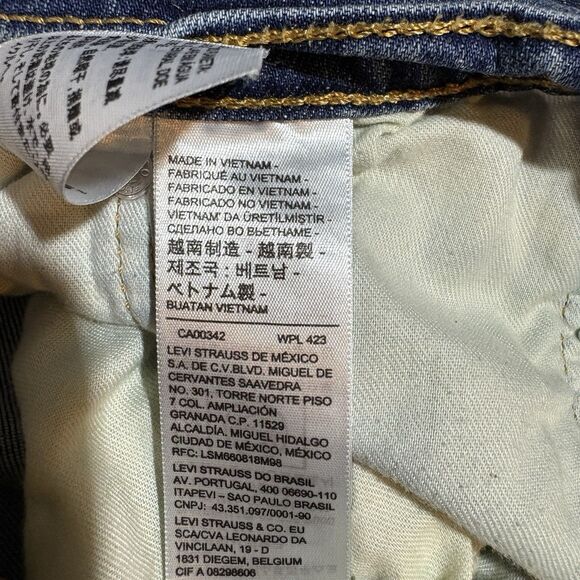 MADE IN VIETNAM -
FABRIQUÉ AU VIETNAM -
FABRICADO EN VIETNAM -
FABRICADO NO VIETNAM -
VIETNAM' DA ÜRETİLMİŞTİR -
СДЕЛАНО ВО ВЬЕТНАМЕ -
越南制造 - 越南製 -
제조국 : 베트남 -
ベトナム製 -
BUATAN VIETNAM
CA00342 WPL 423
LEVI STRAUSS DE MÉXICO
S.A. DE C.V.BLVD. MIGUEL DE
CERVANTES SAAVEDRA
NO. 301, TORRE NORTE PISO
7 COL. AMPLIACIÓN
GRANADA C.P. 11529
ALCALDÍA. MIGUEL HIDALGO
CIUDAD DE MÉXICO, MÉXICO
RFC: LSM660818M98
LEVI STRAUSS DO BRASIL
AV. PORTUGAL, 400 06690-110
ITAPEVI – SAO PAULO BRASIL
CNPJ: 43.351.097/0001-90
LEVI STRAUSS & CO. EU
SCA/CVA LEONARDO DA
VINCILAAN, 19 - D
1831 DIEGEM, BELGIUM
CIF A 08298606